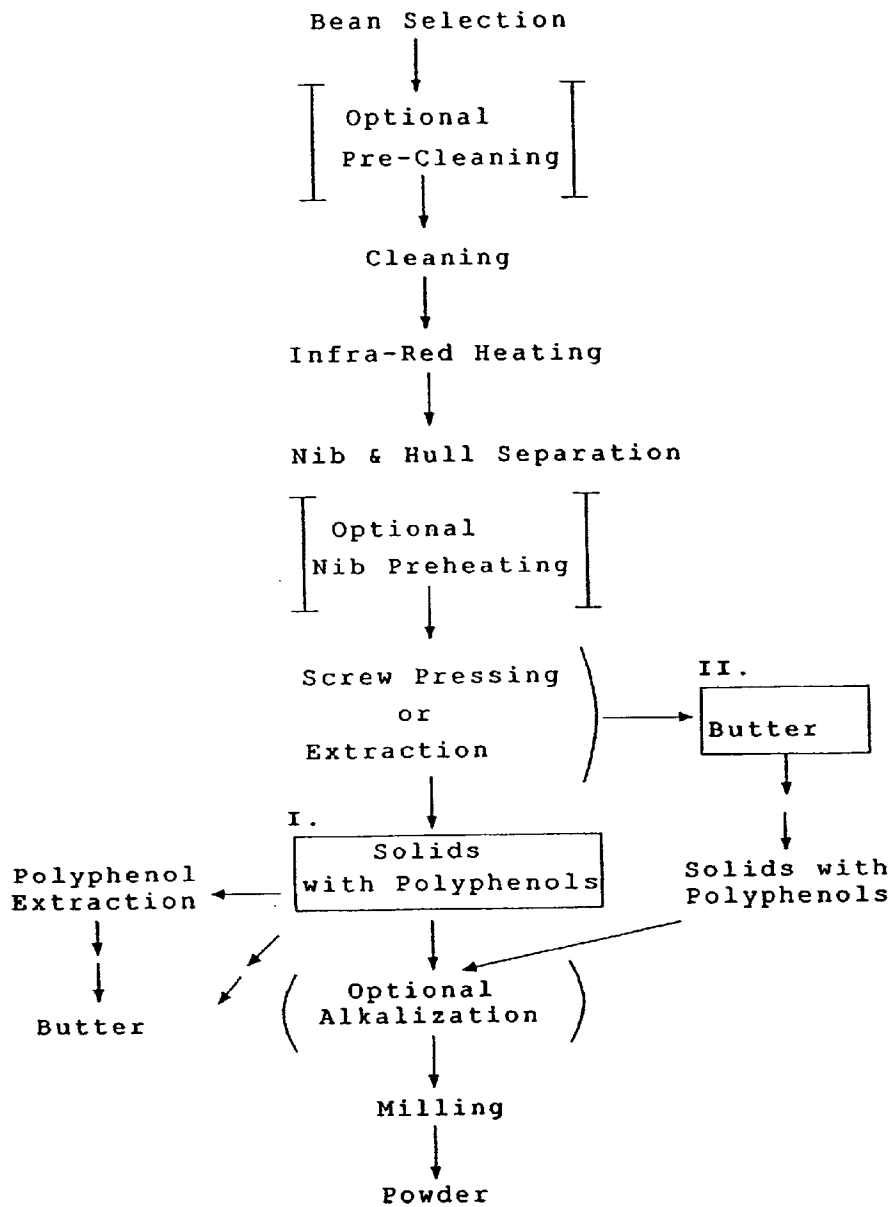 Bean Selection
Optional
Pre-Cleaning
Cleaning
Infra-Red Heating
Nib & Hull Separation
Optional
Nib Preheating
Screw Pressing
or
Extraction
II.
Butter
I.
Solids
with Polyphenols
Polyphenol
Extraction
Butter
Solids with
Polyphenols
Optional
Alkalization
Milling
Powder